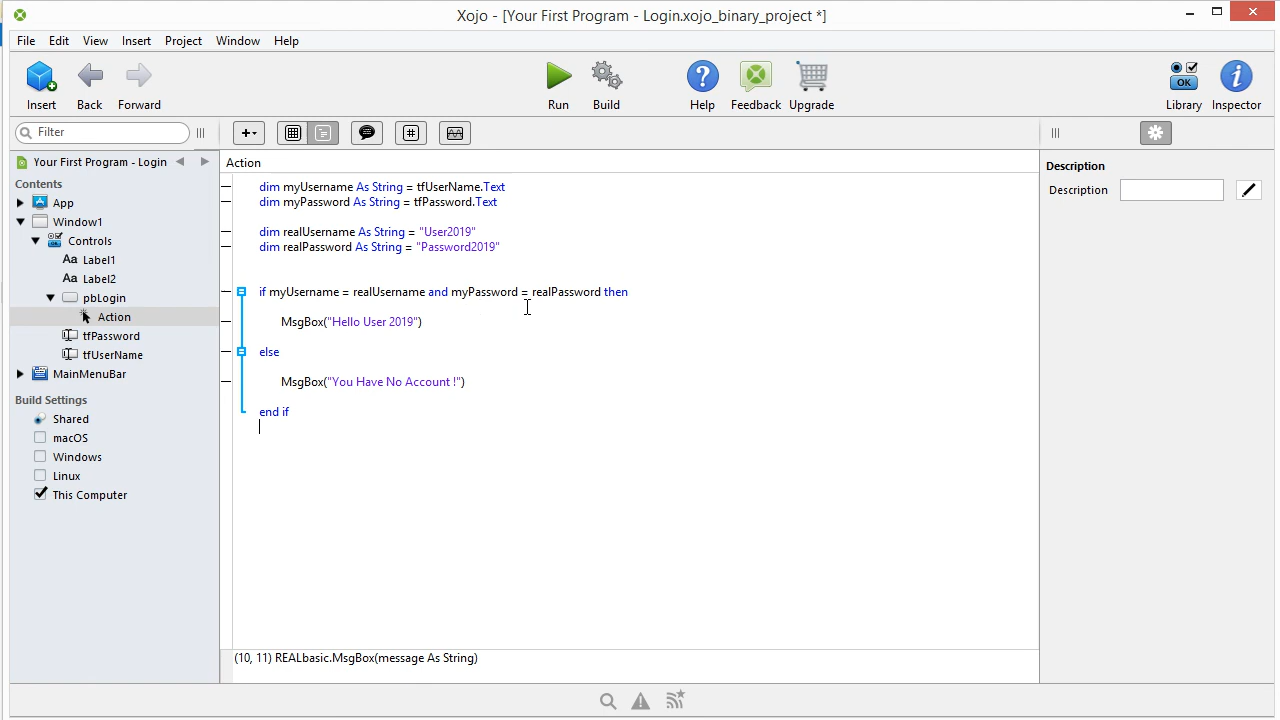 Xojo - [Your First Program - Login.xojo_binary_project *]
File Edit View Insert Project Window Help
Insert Back Forward Run Build Help Feedback Upgrade OK Library Inspector
Filter
Your First Program - Login
Contents
App
Window1
Controls
Aa Label1
Aa Label2
pbLogin
Action
tfPassword
tfUserName
MainMenuBar
Build Settings
Shared
macOS
Windows
Linux
This Computer
Action
dim myUsername As String = tfUserName.Text
dim myPassword As String = tfPassword.Text
dim realUsername As String = "User2019"
dim realPassword As String = "Password2019"
if myUsername = realUsername and myPassword = realPassword then
MsgBox("Hello User 2019")
else
MsgBox("You Have No Account !")
end if
(10, 11) REALbasic.MsgBox(message As String)
Description
Description